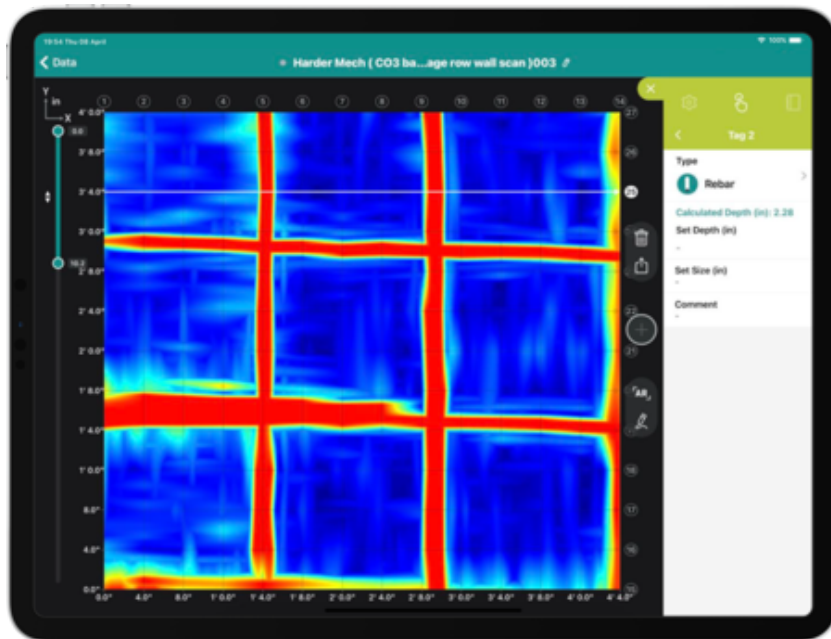 19:54 Thu 08 April
100%
Data
Harder Mech ( CO3 ba...age row wall scan )003
Y
in
X
1 2 3 4 5 6 7 8 9 10 11 12 13 14
4' 0.0"
3' 8.0"
3' 4.0"
3' 0.0"
2' 8.0"
2' 4.0"
2' 0.0"
1' 8.0"
1' 4.0"
1' 0.0"
8.0"
4.0"
0.0"
0.0
0.0" 4.0" 8.0" 1' 0.0" 1' 4.0" 1' 8.0" 2' 0.0" 2' 4.0" 2' 8.0" 3' 0.0" 3' 4.0" 3' 8.0" 4' 0.0" 4' 4.0"
27
26
25
22
21
18
17
16
15
AR
Tag 2
Type
Rebar
Calculated Depth (in): 2.28
Set Depth (in)
-
Set Size (in)
-
Comment
-